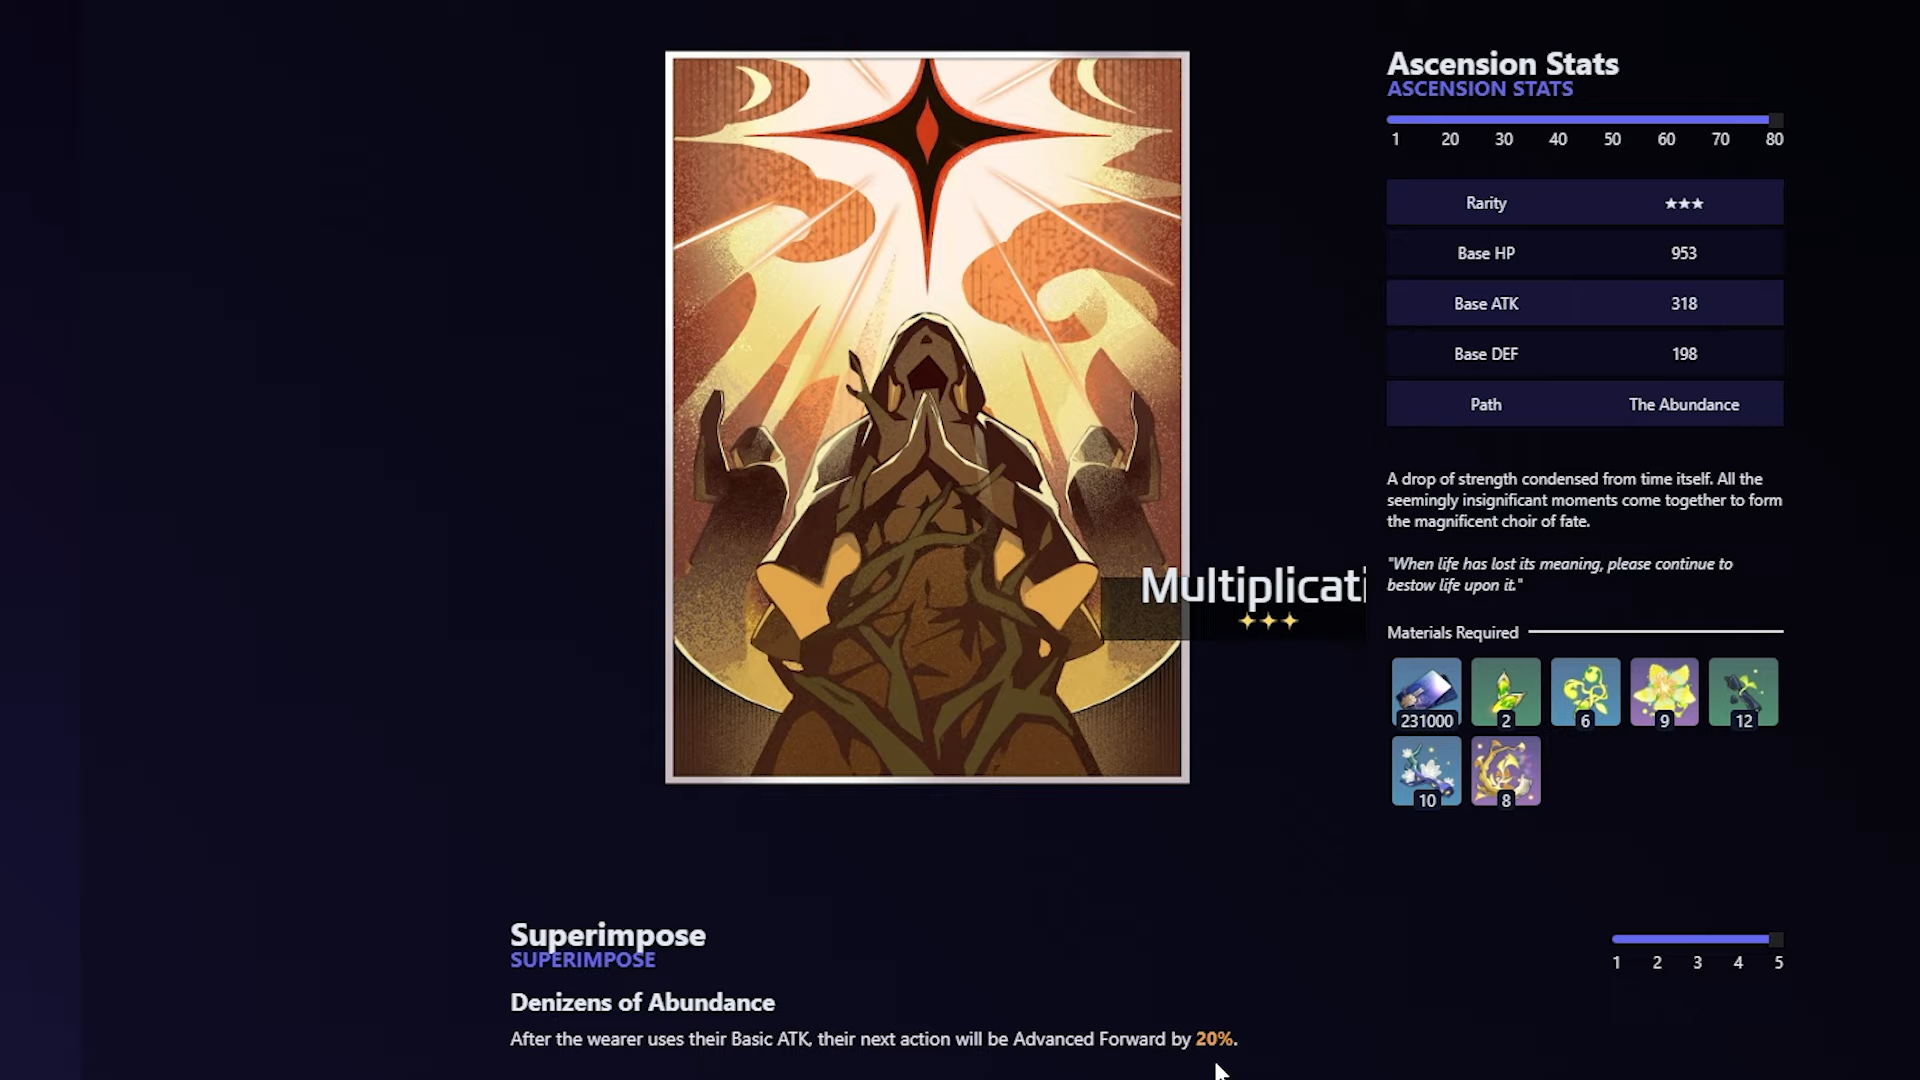 Ascension Stats
ASCENSION STATS
1 20 30 40 50 60 70 80
Rarity ★★★
Base HP 953
Base ATK 318
Base DEF 198
Path The Abundance
A drop of strength condensed from time itself. All the
seemingly insignificant moments come together to form
the magnificent choir of fate.
"When life has lost its meaning, please continue to
bestow life upon it."
Multiplicati
Materials Required
231000 2 6 9 12
10 8
Superimpose
SUPERIMPOSE
1 2 3 4 5
Denizens of Abundance
After the wearer uses their Basic ATK, their next action will be Advanced Forward by 20%.